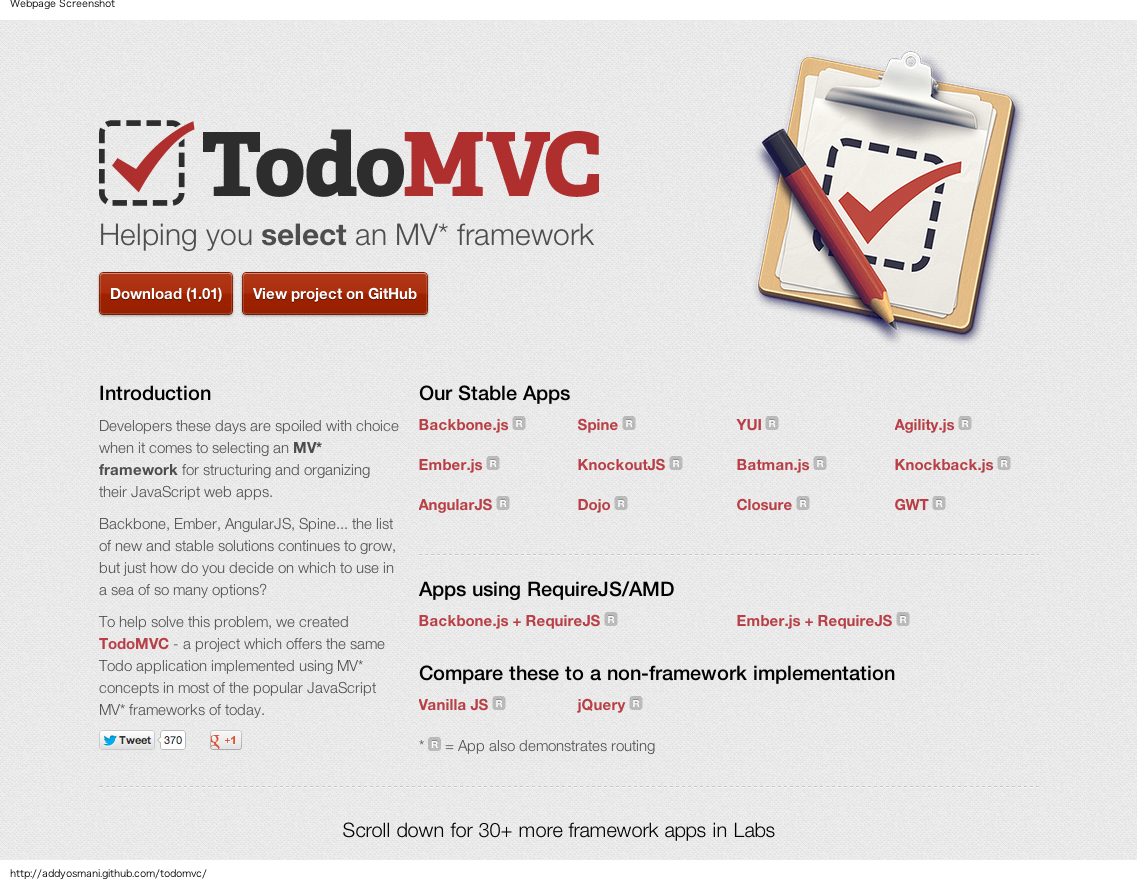 Webpage Screenshot
TodoMVC
Helping you select an MV* framework
Download (1.01) View project on GitHub
Introduction
Developers these days are spoiled with choice
when it comes to selecting an MV*
framework for structuring and organizing
their JavaScript web apps.
Backbone, Ember, AngularJS, Spine... the list
of new and stable solutions continues to grow,
but just how do you decide on which to use in
a sea of so many options?
To help solve this problem, we created
TodoMVC - a project which offers the same
Todo application implemented using MV*
concepts in most of the popular JavaScript
MV* frameworks of today.
Tweet 370 g +1
Our Stable Apps
Backbone.js R Spine R YUI R Agility.js R
Ember.js R KnockoutJS R Batman.js R Knockback.js R
AngularJS R Dojo R Closure R GWT R
Apps using RequireJS/AMD
Backbone.js + RequireJS R Ember.js + RequireJS R
Compare these to a non-framework implementation
Vanilla JS R jQuery R
* R = App also demonstrates routing
Scroll down for 30+ more framework apps in Labs
http://addyosmani.github.com/todomvc/